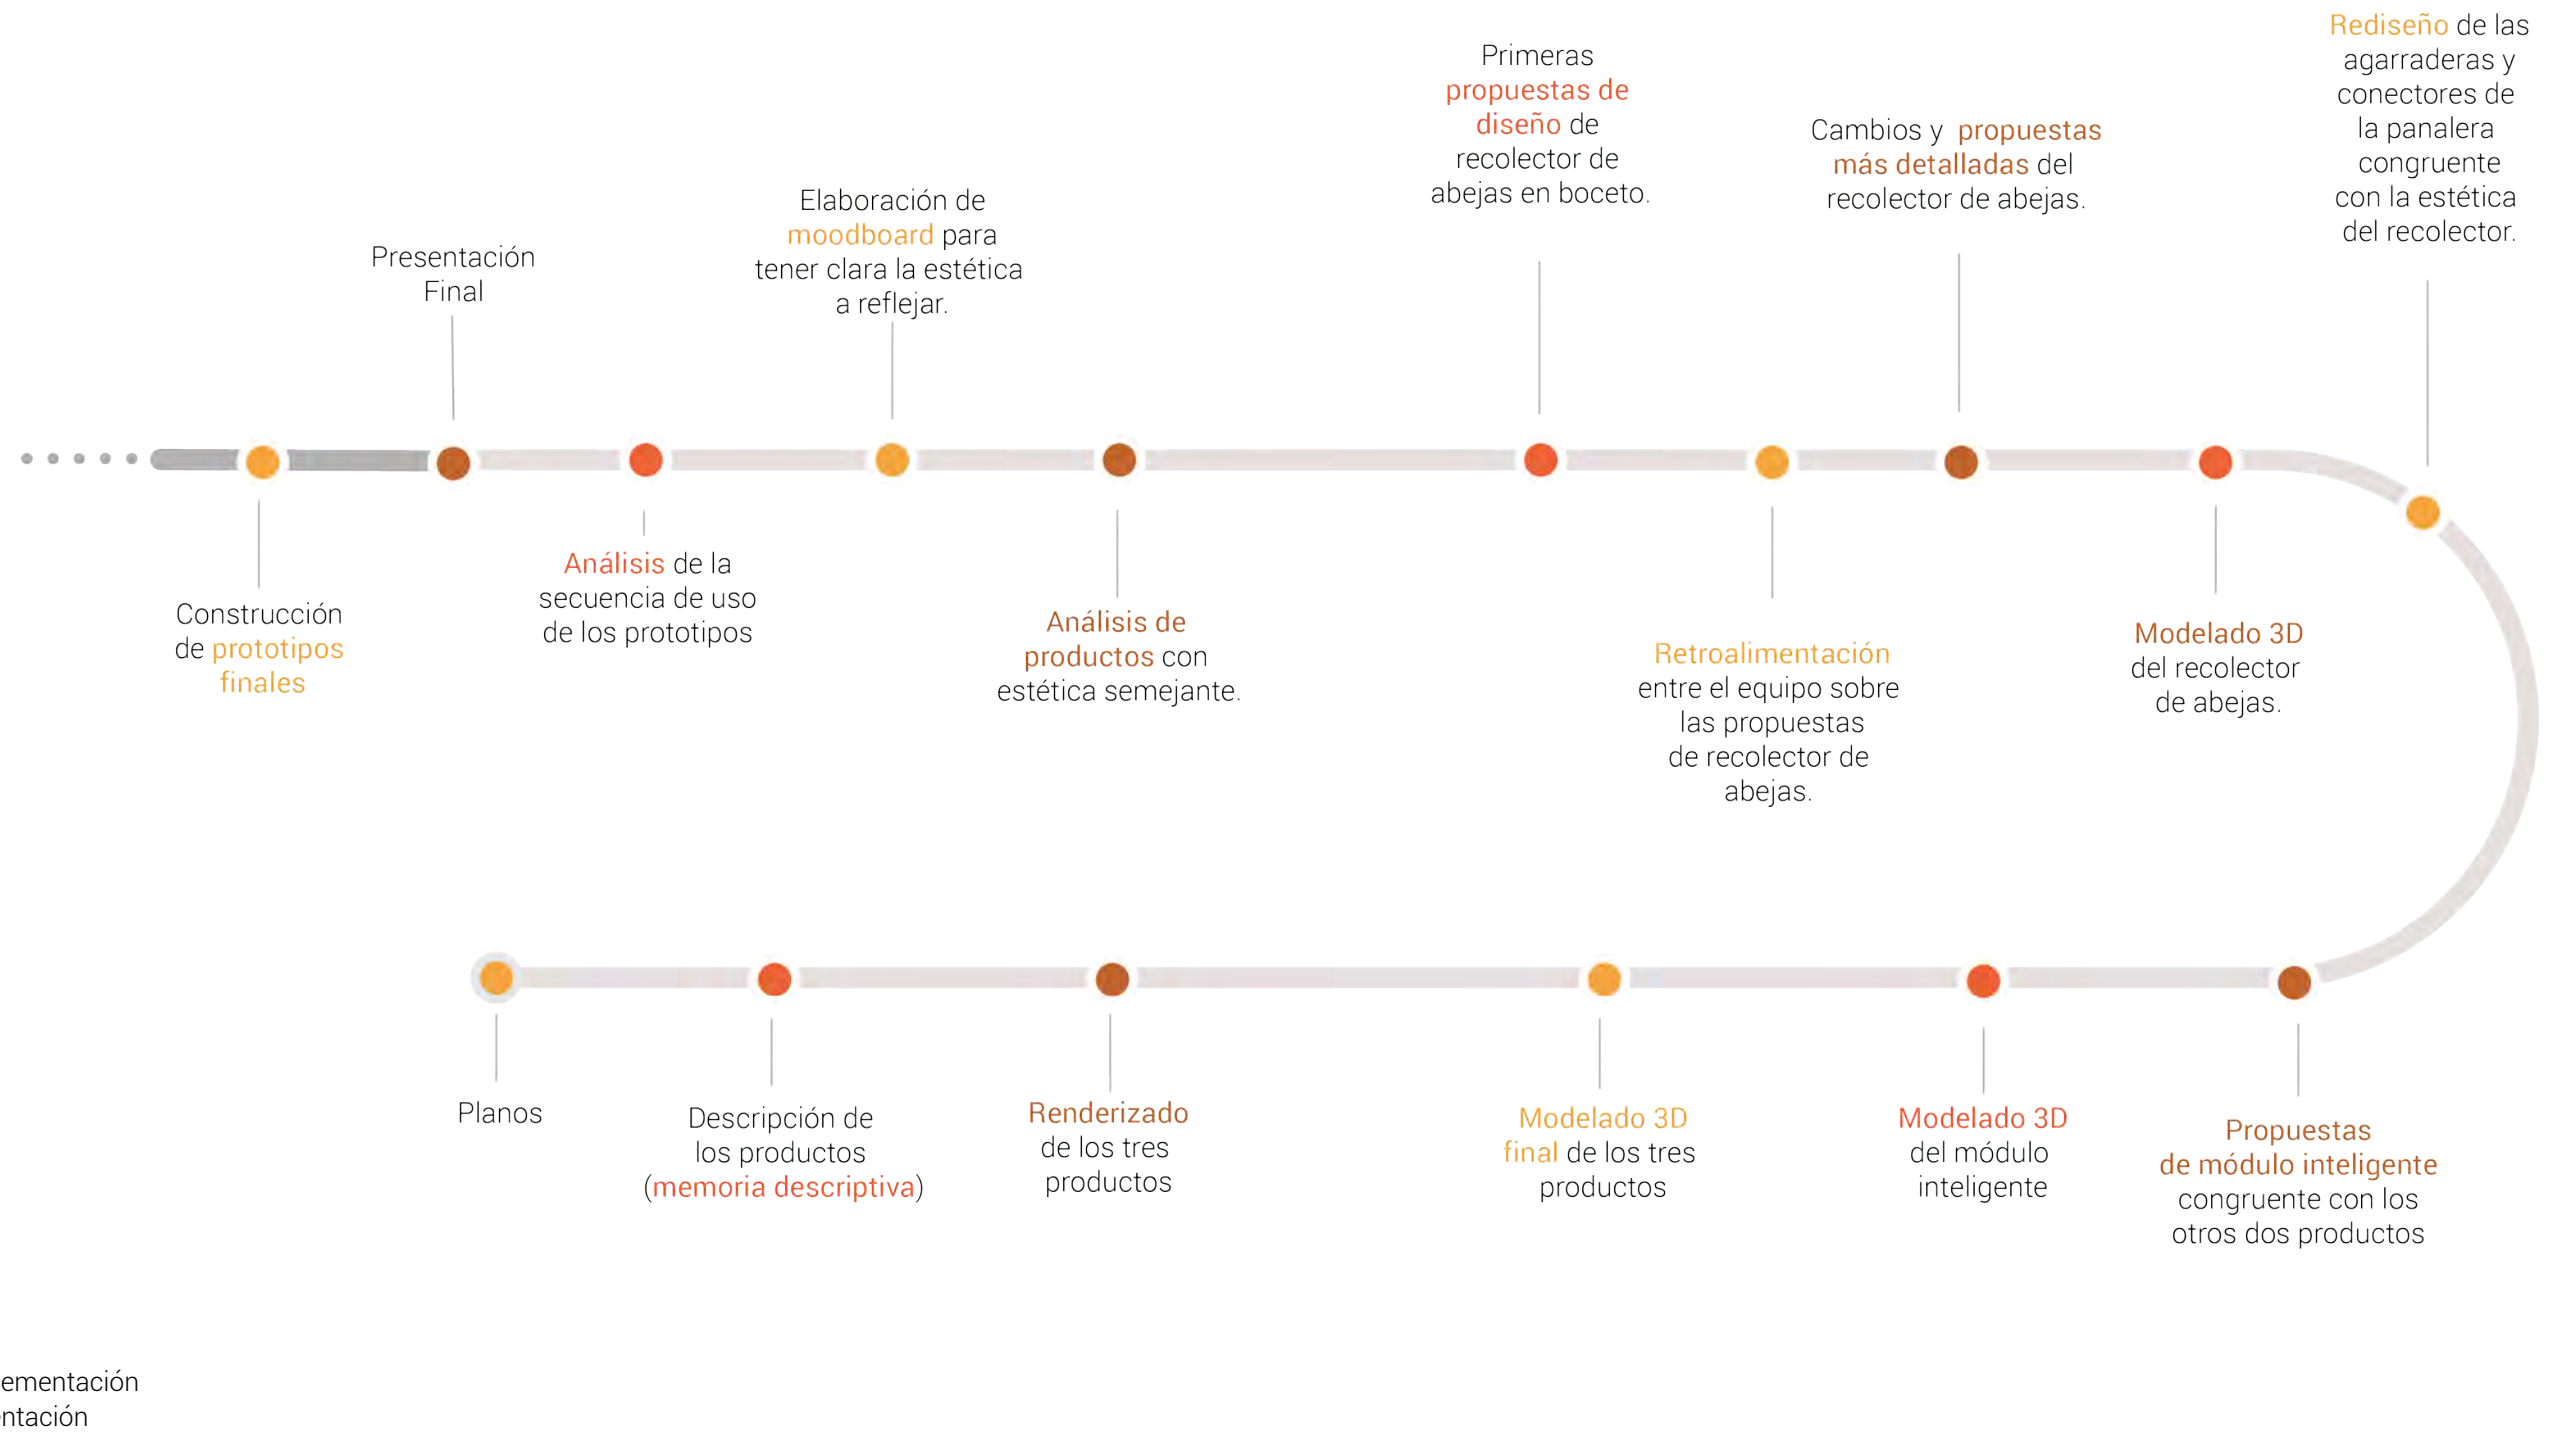 Presentación
Final
Elaboración de
moodboard para
tener clara la estética
a reflejar.
Primeras
propuestas de
diseño de
recolector de
abejas en boceto.
Cambios y propuestas
más detalladas del
recolector de abejas.
Rediseño de las
agarraderas y
conectores de
la panalera
congruente
con la estética
del recolector.
Construcción
de prototipos
finales
Análisis de la
secuencia de uso
de los prototipos
Análisis de
productos con
estética semejante.
Retroalimentación
entre el equipo sobre
las propuestas
de recolector de
abejas.
Modelado 3D
del recolector
de abejas.
Planos
Descripción de
los productos
(memoria descriptiva)
Renderizado
de los tres
productos
Modelado 3D
final de los tres
productos
Modelado 3D
del módulo
inteligente
Propuestas
de módulo inteligente
congruente con los
otros dos productos
ementación
ntación